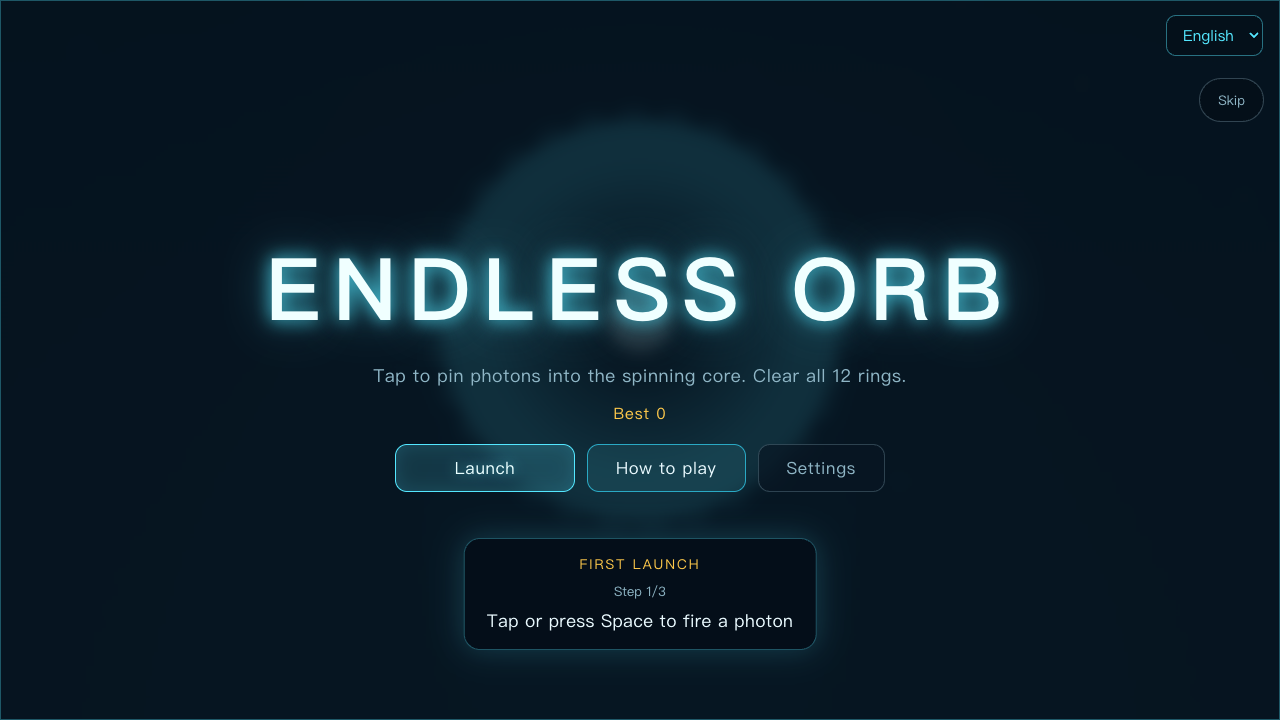 English
Skip
ENDLESS ORB
Tap to pin photons into the spinning core. Clear all 12 rings.
Best 0
Launch How to play Settings
FIRST LAUNCH
Step 1/3
Tap or press Space to fire a photon